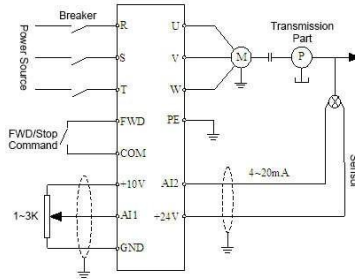 Breaker
Power Source
R
S
T
FWD/Stop
Command
FWD
COM
+10V
1~3K
AI1
GND
U
V
W
PE
AI2
+24V
M
Transmission
Part
P
4~20mA
Sensor